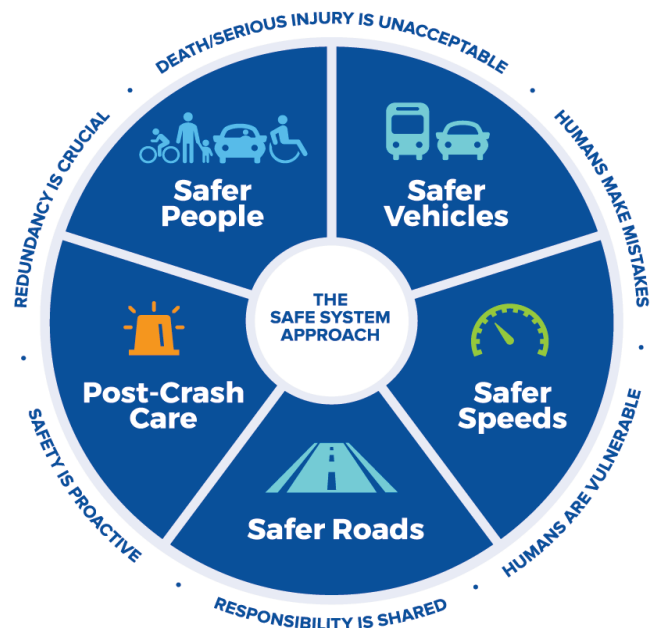 DEATH/SERIOUS INJURY IS UNACCEPTABLE
HUMANS MAKE MISTAKES
HUMANS ARE VULNERABLE
RESPONSIBILITY IS SHARED
SAFETY IS PROACTIVE
REDUNDANCY IS CRUCIAL
Safer
People
Safer
Vehicles
Safer
Speeds
Safer Roads
Post-Crash
Care
THE
SAFE SYSTEM
APPROACH